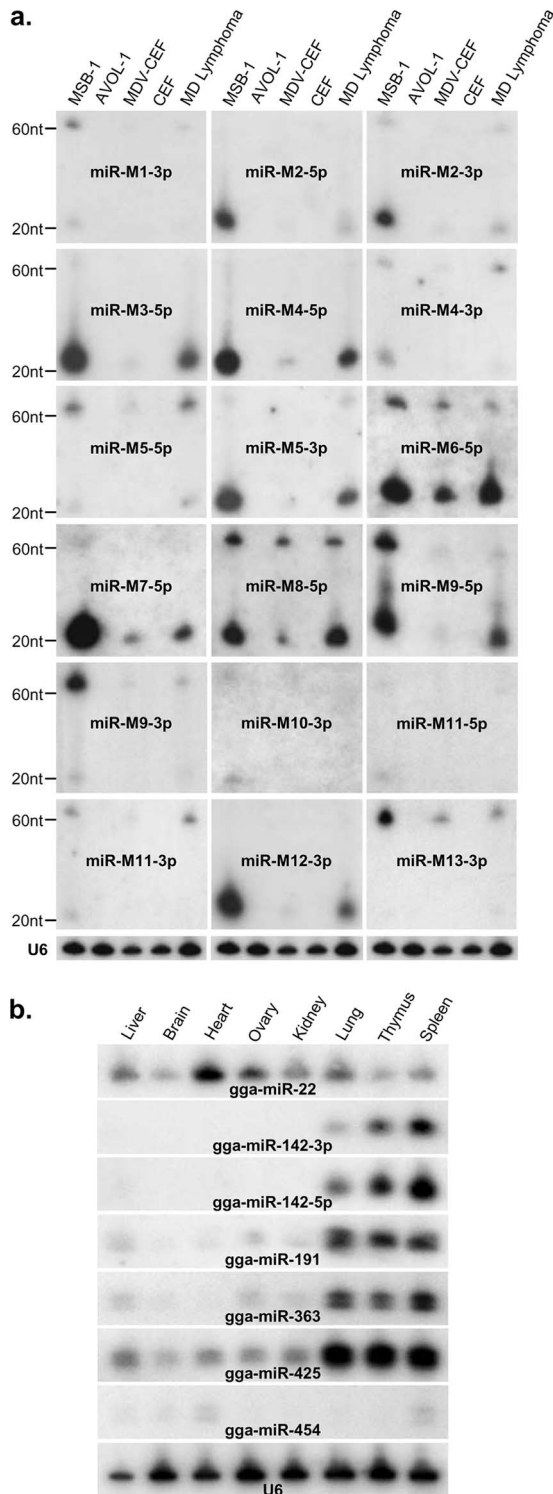 a.
MSB-1 AVOL-1 MDV-CEF CEF MD Lymphoma MSB-1 AVOL-1 MDV-CEF CEF MD Lymphoma MSB-1 AVOL-1 MDV-CEF CEF MD Lymphoma
60nt
miR-M1-3p miR-M2-5p miR-M2-3p
20nt
60nt
miR-M3-5p miR-M4-5p miR-M4-3p
20nt
60nt
miR-M5-5p miR-M5-3p miR-M6-5p
20nt
60nt
miR-M7-5p miR-M8-5p miR-M9-5p
20nt
60nt
miR-M9-3p miR-M10-3p miR-M11-5p
20nt
60nt
miR-M11-3p miR-M12-3p miR-M13-3p
20nt
U6
b.
Liver Brain Heart Ovary Kidney Lung Thymus Spleen
gga-miR-22
gga-miR-142-3p
gga-miR-142-5p
gga-miR-191
gga-miR-363
gga-miR-425
gga-miR-454
U6